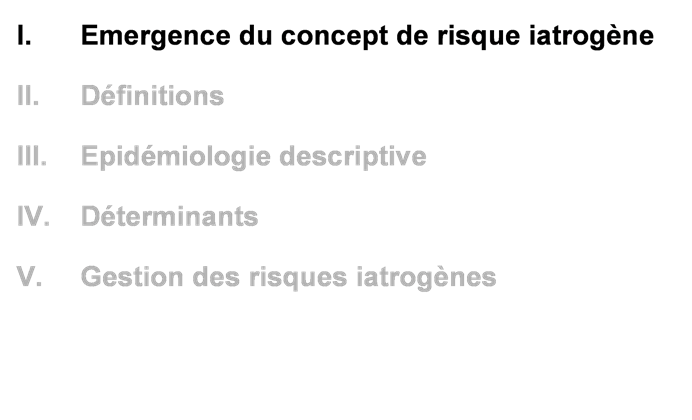 I. Emergence du concept de risque iatrogène
II. Définitions
III. Epidémiologie descriptive
IV. Déterminants
V. Gestion des risques iatrogènes